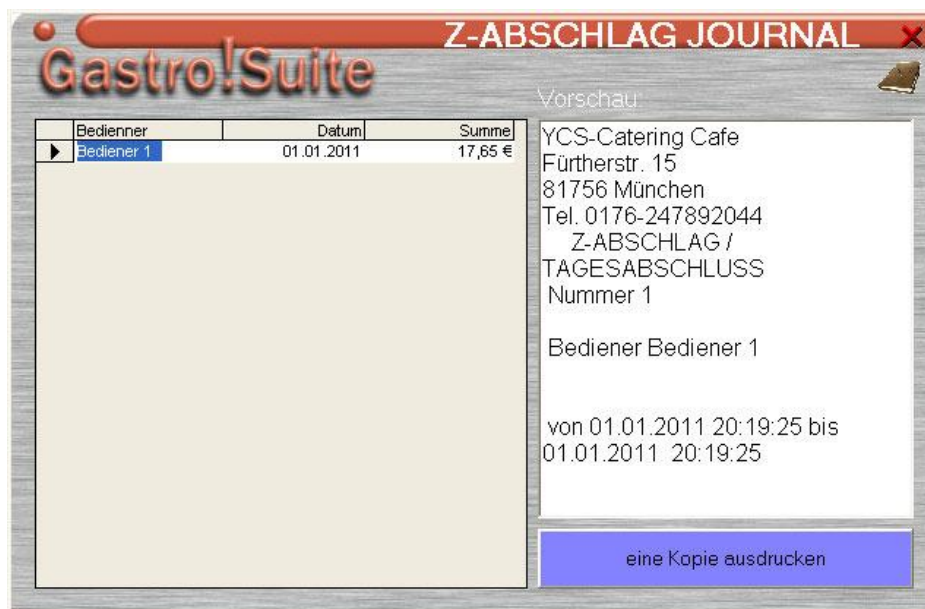 Z-ABSCHLAG JOURNAL
Gastro!Suite
Vorschau:
Bedienner Datum Summe
Bediener 1 01.01.2011 17,65 €
YCS-Catering Cafe
Fürtherstr. 15
81756 München
Tel. 0176-247892044
Z-ABSCHLAG /
TAGESABSCHLUSS
Nummer 1
Bediener Bediener 1
von 01.01.2011 20:19:25 bis
01.01.2011 20:19:25
eine Kopie ausdrucken